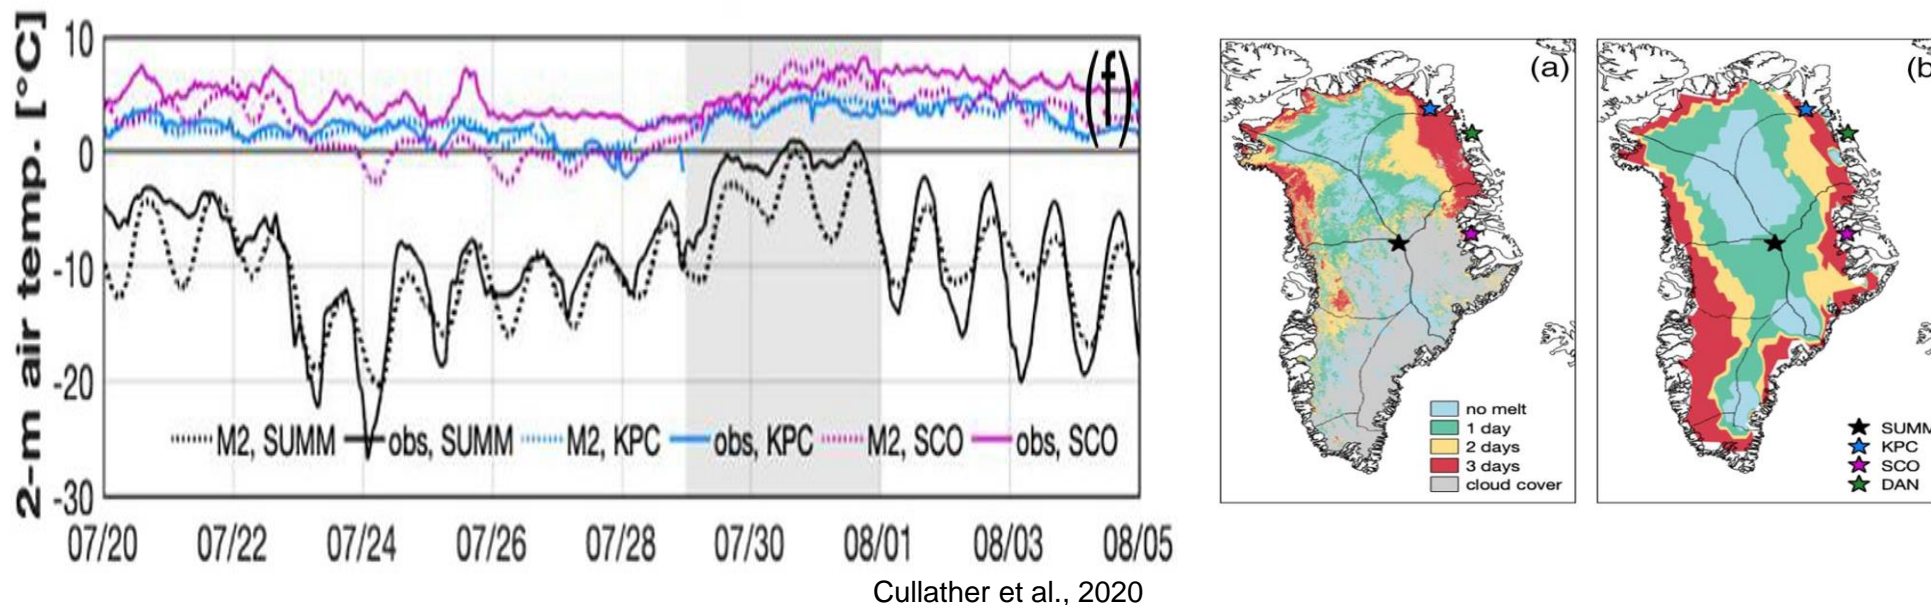 2-m air temp. [°C]
10
0
-10
-20
-30
(f)
M2, SUMM obs, SUMM M2, KPC obs, KPC M2, SCO obs, SCO
07/20 07/22 07/24 07/26 07/28 07/30 08/01 08/03 08/05
(a)
no melt
1 day
2 days
3 days
cloud cover
(b
SUMM
KPC
SCO
DAN
Cullather et al., 2020